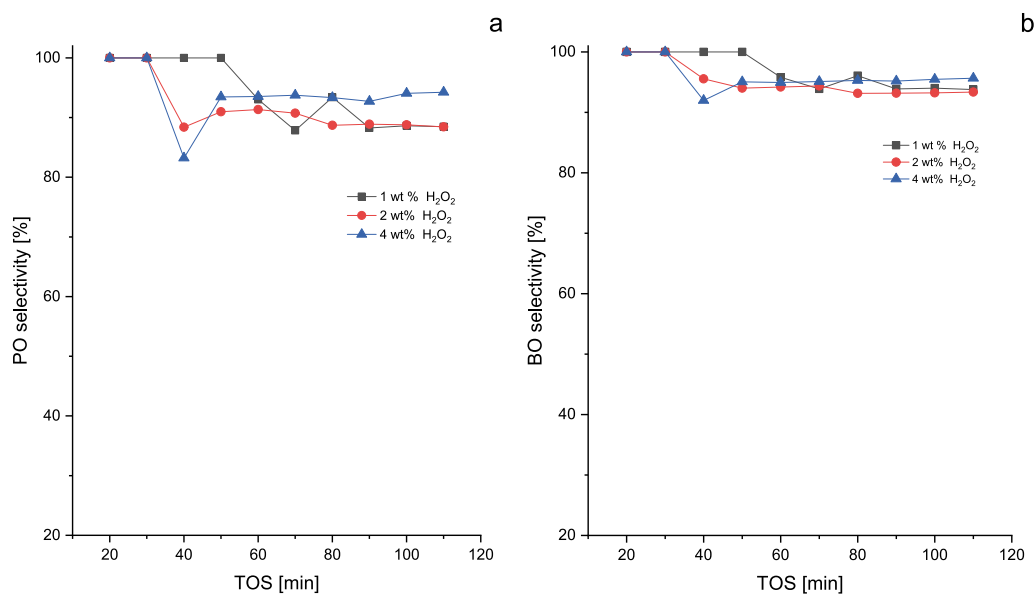 a
100
80
60
40
20
20 40 60 80 100 120
PO selectivity [%]
TOS [min]
1 wt % H₂O₂
2 wt% H₂O₂
4 wt% H₂O₂
b
100
80
60
40
20
20 40 60 80 100 120
BO selectivity [%]
TOS [min]
1 wt % H₂O₂
2 wt% H₂O₂
4 wt% H₂O₂